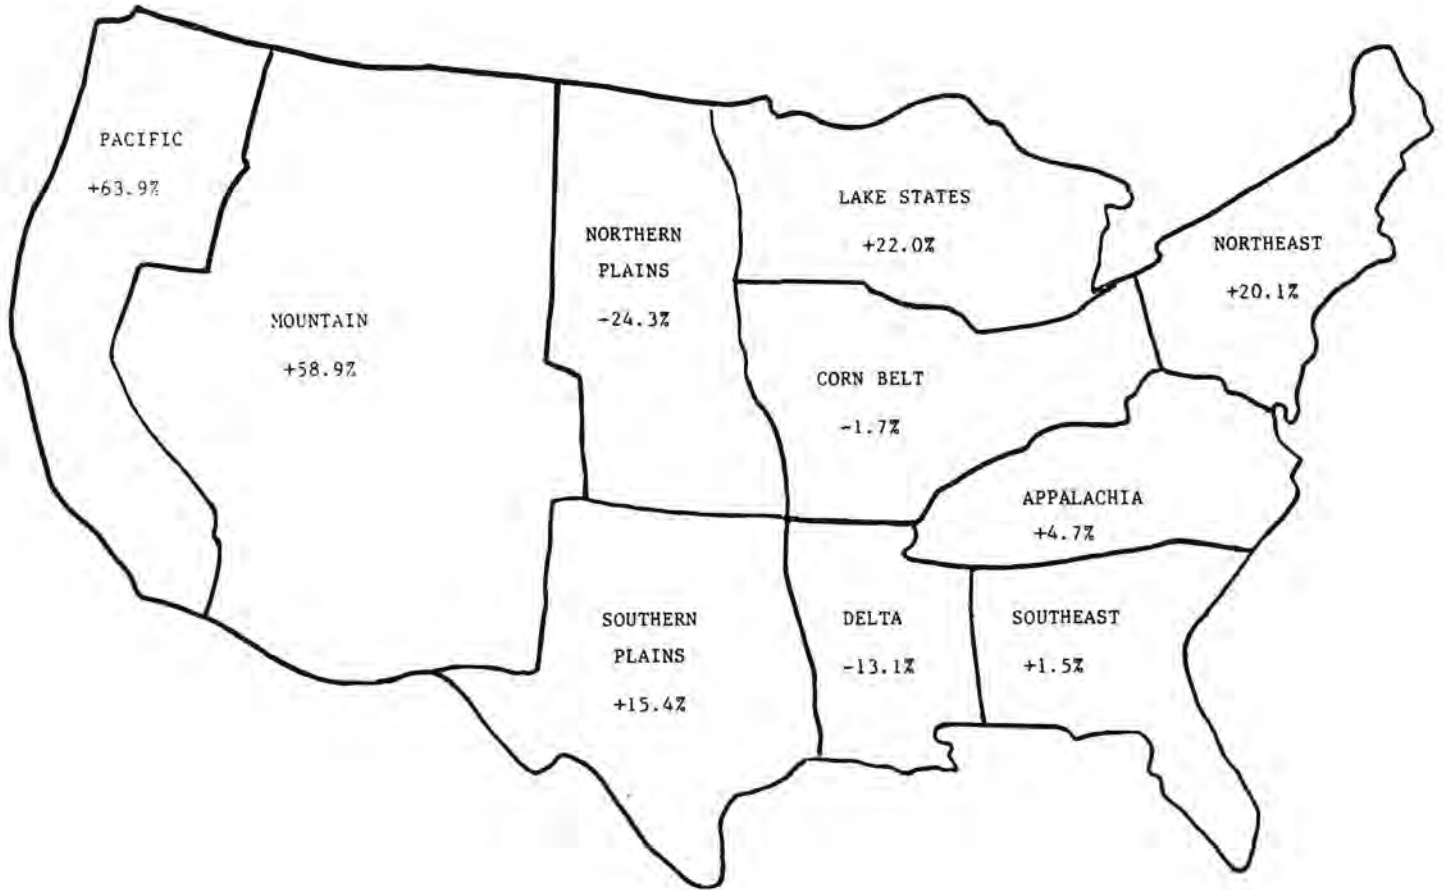 PACIFIC
+63.9%
MOUNTAIN
+58.9%
NORTHERN
PLAINS
-24.3%
LAKE STATES
+22.0%
NORTHEAST
+20.1%
CORN BELT
-1.7%
APPALACHIA
+4.7%
SOUTHERN
PLAINS
+15.4%
DELTA
-13.1%
SOUTHEAST
+1.5%